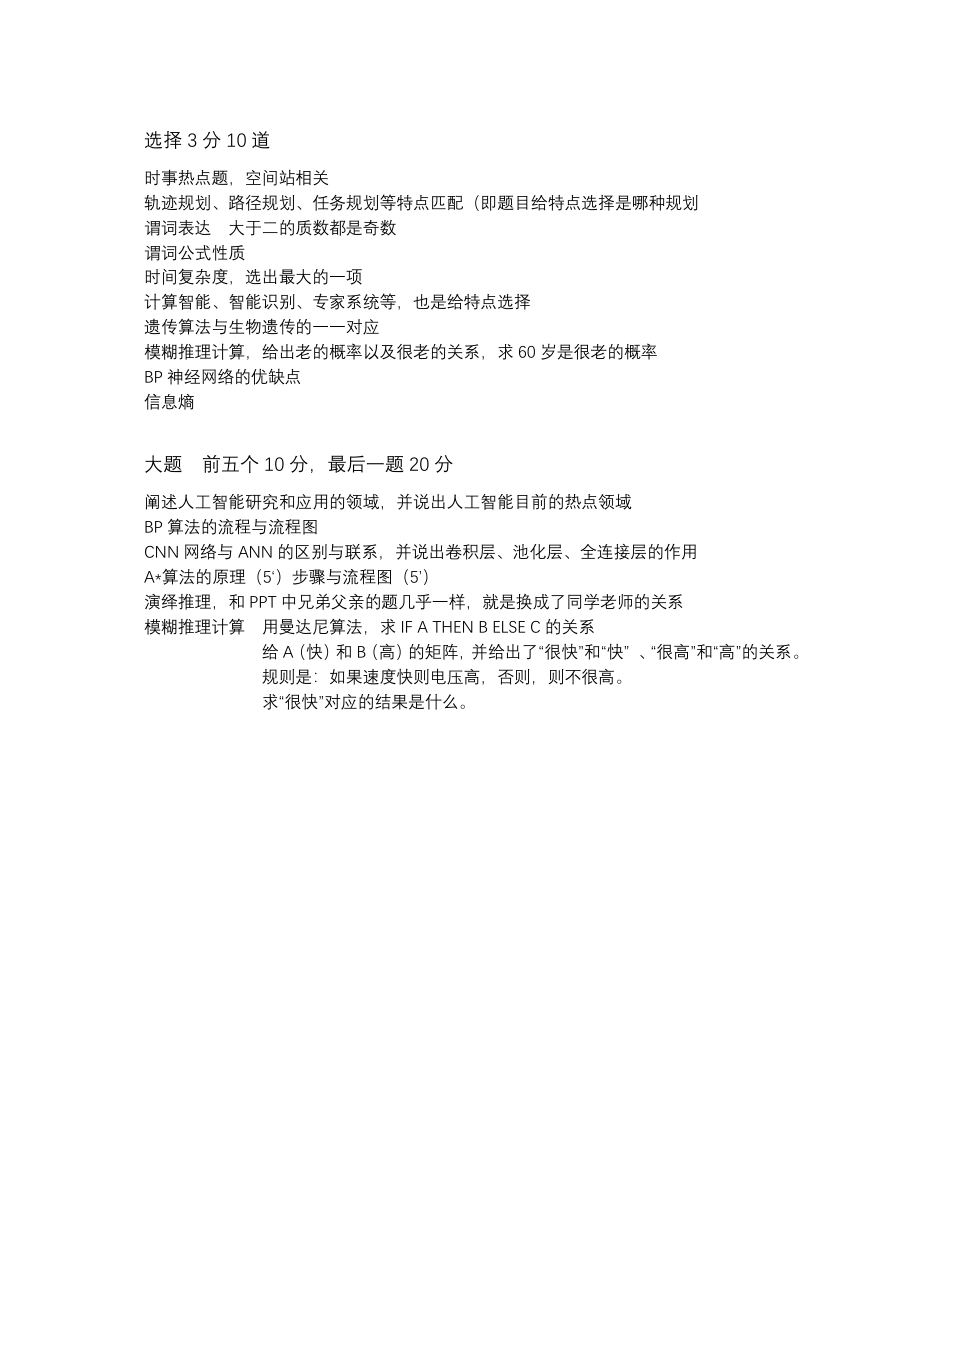 选择 3 分 10 道
时事热点题，空间站相关
轨迹规划、路径规划、任务规划等特点匹配（即题目给特点选择是哪种规划
谓词表达　大于二的质数都是奇数
谓词公式性质
时间复杂度，选出最大的一项
计算智能、智能识别、专家系统等，也是给特点选择
遗传算法与生物遗传的一一对应
模糊推理计算，给出老的概率以及很老的关系，求 60 岁是很老的概率
BP 神经网络的优缺点
信息熵
大题　前五个 10 分，最后一题 20 分
阐述人工智能研究和应用的领域，并说出人工智能目前的热点领域
BP 算法的流程与流程图
CNN 网络与 ANN 的区别与联系，并说出卷积层、池化层、全连接层的作用
A*算法的原理（5‘）步骤与流程图（5’）
演绎推理，和 PPT 中兄弟父亲的题几乎一样，就是换成了同学老师的关系
模糊推理计算　用曼达尼算法，求 IF A THEN B ELSE C 的关系
给 A（快）和 B（高）的矩阵，并给出了“很快”和“快” 、“很高”和“高”的关系。
规则是：如果速度快则电压高，否则，则不很高。
求“很快”对应的结果是什么。